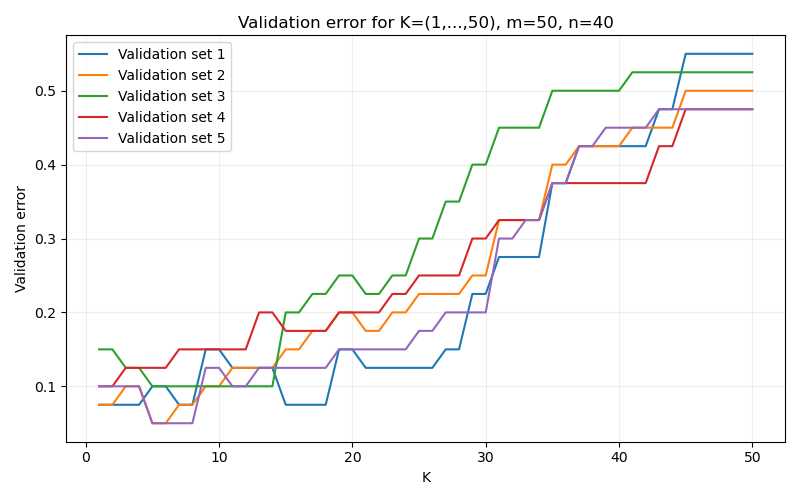 Validation error for K=(1,...,50), m=50, n=40
Validation set 1
Validation set 2
Validation set 3
Validation set 4
Validation set 5
Validation error
0.5
0.4
0.3
0.2
0.1
0 10 20 30 40 50
K